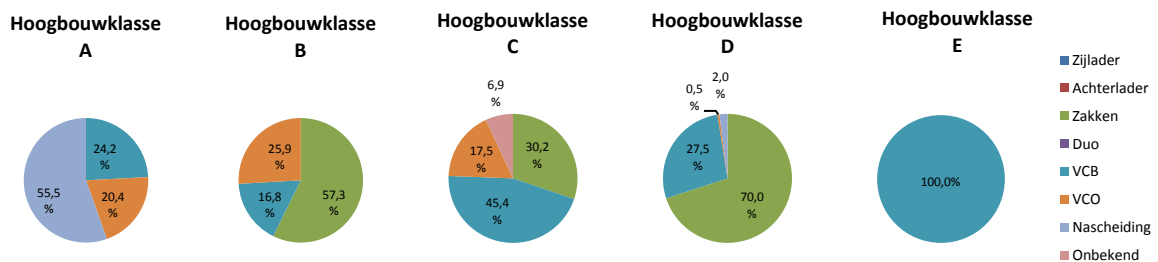 Hoogbouwklasse
A
24,2
%
20,4
%
55,5
%
Hoogbouwklasse
B
25,9
%
16,8
%
57,3
%
Hoogbouwklasse
C
6,9
%
17,5
%
30,2
%
45,4
%
Hoogbouwklasse
D
2,0
%
0,5
%
27,5
%
70,0
%
Hoogbouwklasse
E
100,0%
Zijlader
Achterlader
Zakken
Duo
VCB
VCO
Nascheiding
Onbekend